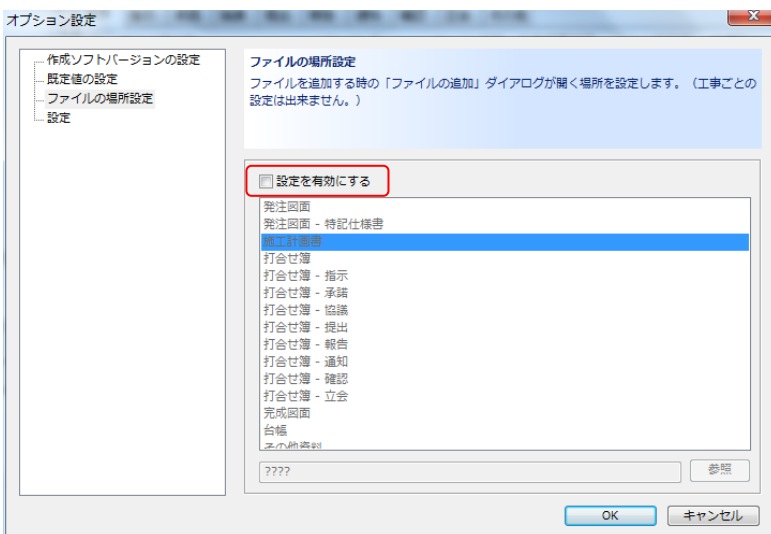 オプション設定
作成ソフトバージョンの設定
既定値の設定
ファイルの場所設定
設定
ファイルの場所設定
ファイルを追加する時の「ファイルの追加」ダイアログが開く場所を設定します。（工事ごとの
設定は出来ません。）
設定を有効にする
発注図面
発注図面 - 特記仕様書
施工計画書
打合せ簿
打合せ簿 - 指示
打合せ簿 - 承諾
打合せ簿 - 協議
打合せ簿 - 提出
打合せ簿 - 報告
打合せ簿 - 通知
打合せ簿 - 確認
打合せ簿 - 立会
完成図面
台帳
その他資料
????
参照
OK
キャンセル